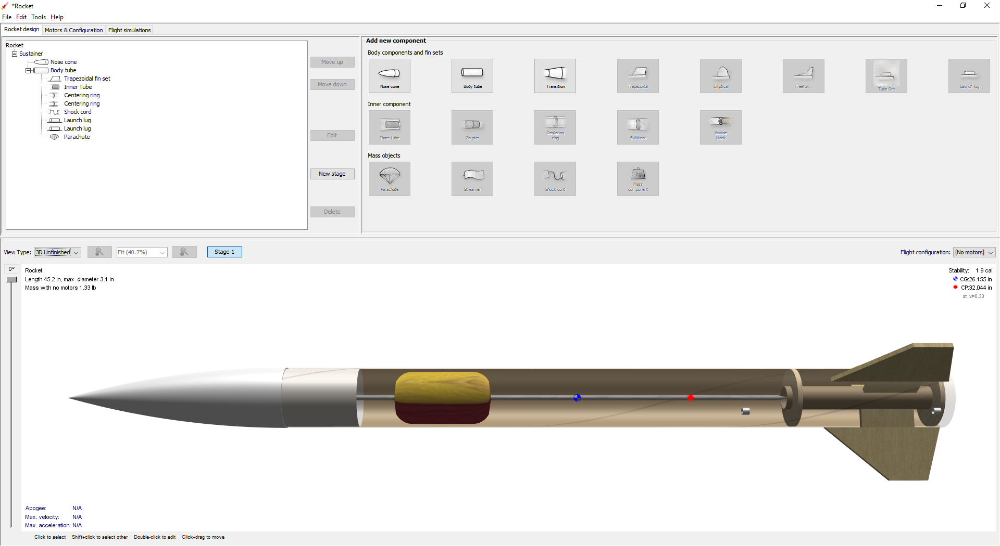 *Rocket
File Edit Tools Help
Rocket design Motors & Configuration Flight simulations
Rocket
Sustainer
Nose cone
Body tube
Trapezoidal fin set
Inner Tube
Centering ring
Centering ring
Shock cord
Launch lug
Launch lug
Parachute
Move up
Move down
Edit
New stage
Delete
Add new component
Body components and fin sets
Nose cone Body tube Transition Trapezoidal Elliptical Freeform Tube fins Launch lug
Inner component
Inner tube Coupler Centering ring Bulkhead Engine block
Mass objects
Parachute Streamer Shock cord Mass component
KG
View Type: 3D Unfinished Fit (40.7%) Stage 1 Flight configuration: [No motors]
0°
Rocket
Length 45.2 in, max. diameter 3.1 in
Mass with no motors 1.33 lb
Stability: 1.9 cal
CG:26.155 in
CP:32.044 in
at M=0.30
Apogee: N/A
Max. velocity: N/A
Max. acceleration: N/A
Click to select Shift+click to select other Double-click to edit Click+drag to move